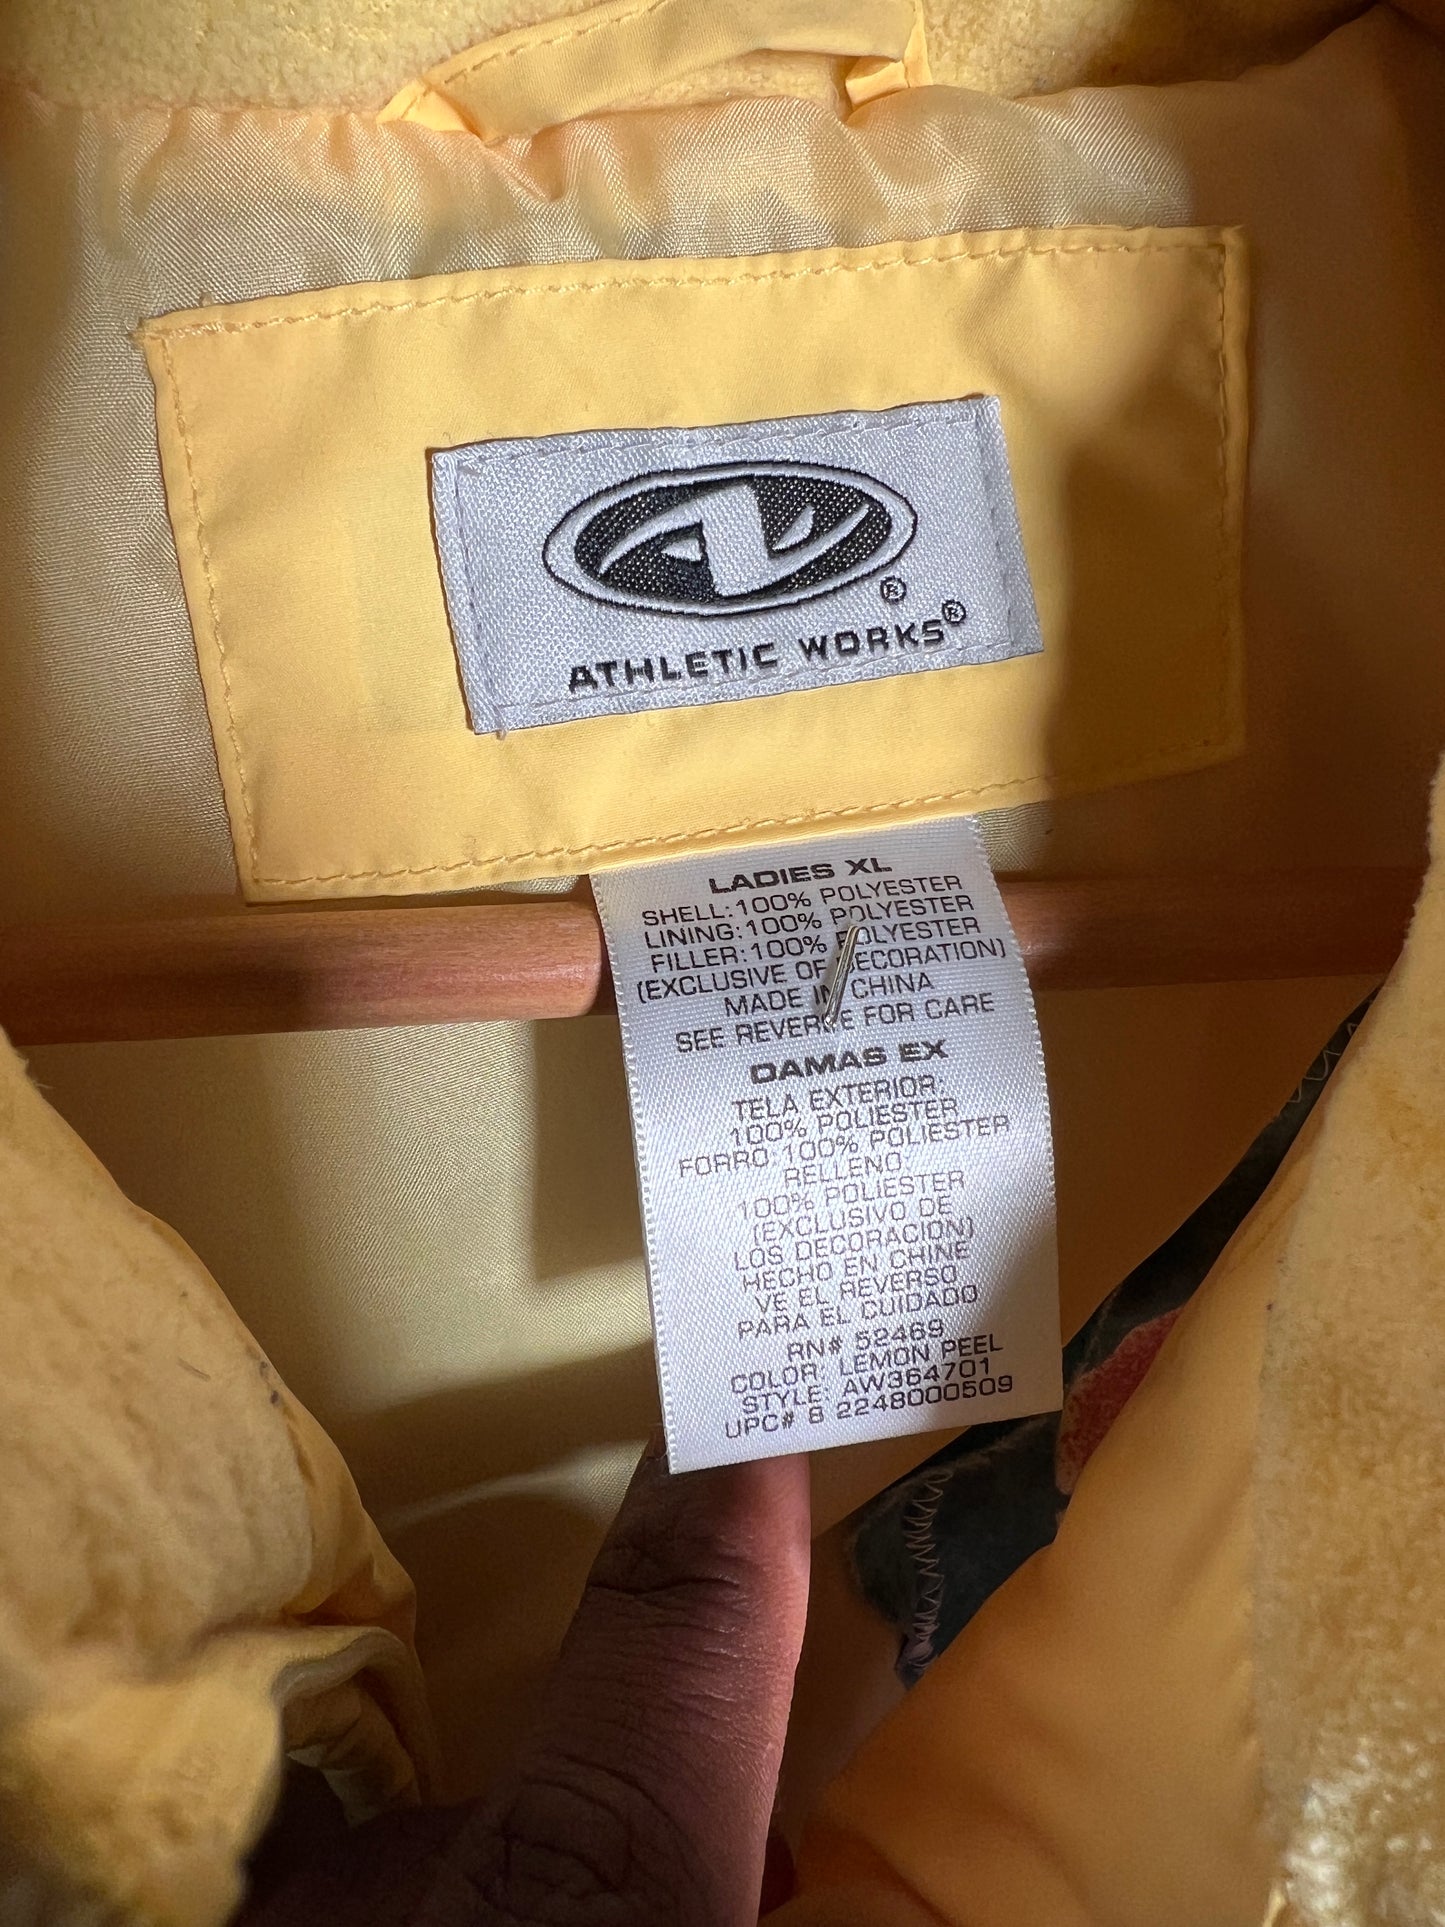 ®
ATHLETIC WORKS®
LADIES XL
SHELL:100% POLYESTER
LINING:100% POLYESTER
FILLER:100% POLYESTER
(EXCLUSIVE OF DECORATION)
MADE IN CHINA
SEE REVERSE FOR CARE
DAMAS EX
TELA EXTERIOR:
100% POLIESTER
FORRO:100% POLIESTER
RELLENO:
100% POLIESTER
(EXCLUSIVO DE
LOS DECORACION)
HECHO EN CHINE
VE EL REVERSO
PARA EL CUIDADO
RN# 52469
COLOR: LEMON PEEL
STYLE: AW364701
UPC# 8 2248000509